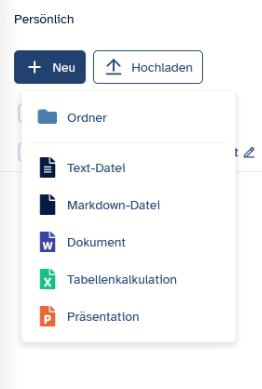 Persönlich
Neu
Hochladen
Ordner
t
Text-Datei
Markdown-Datei
W Dokument
X Tabellenkalkulation
P Präsentation